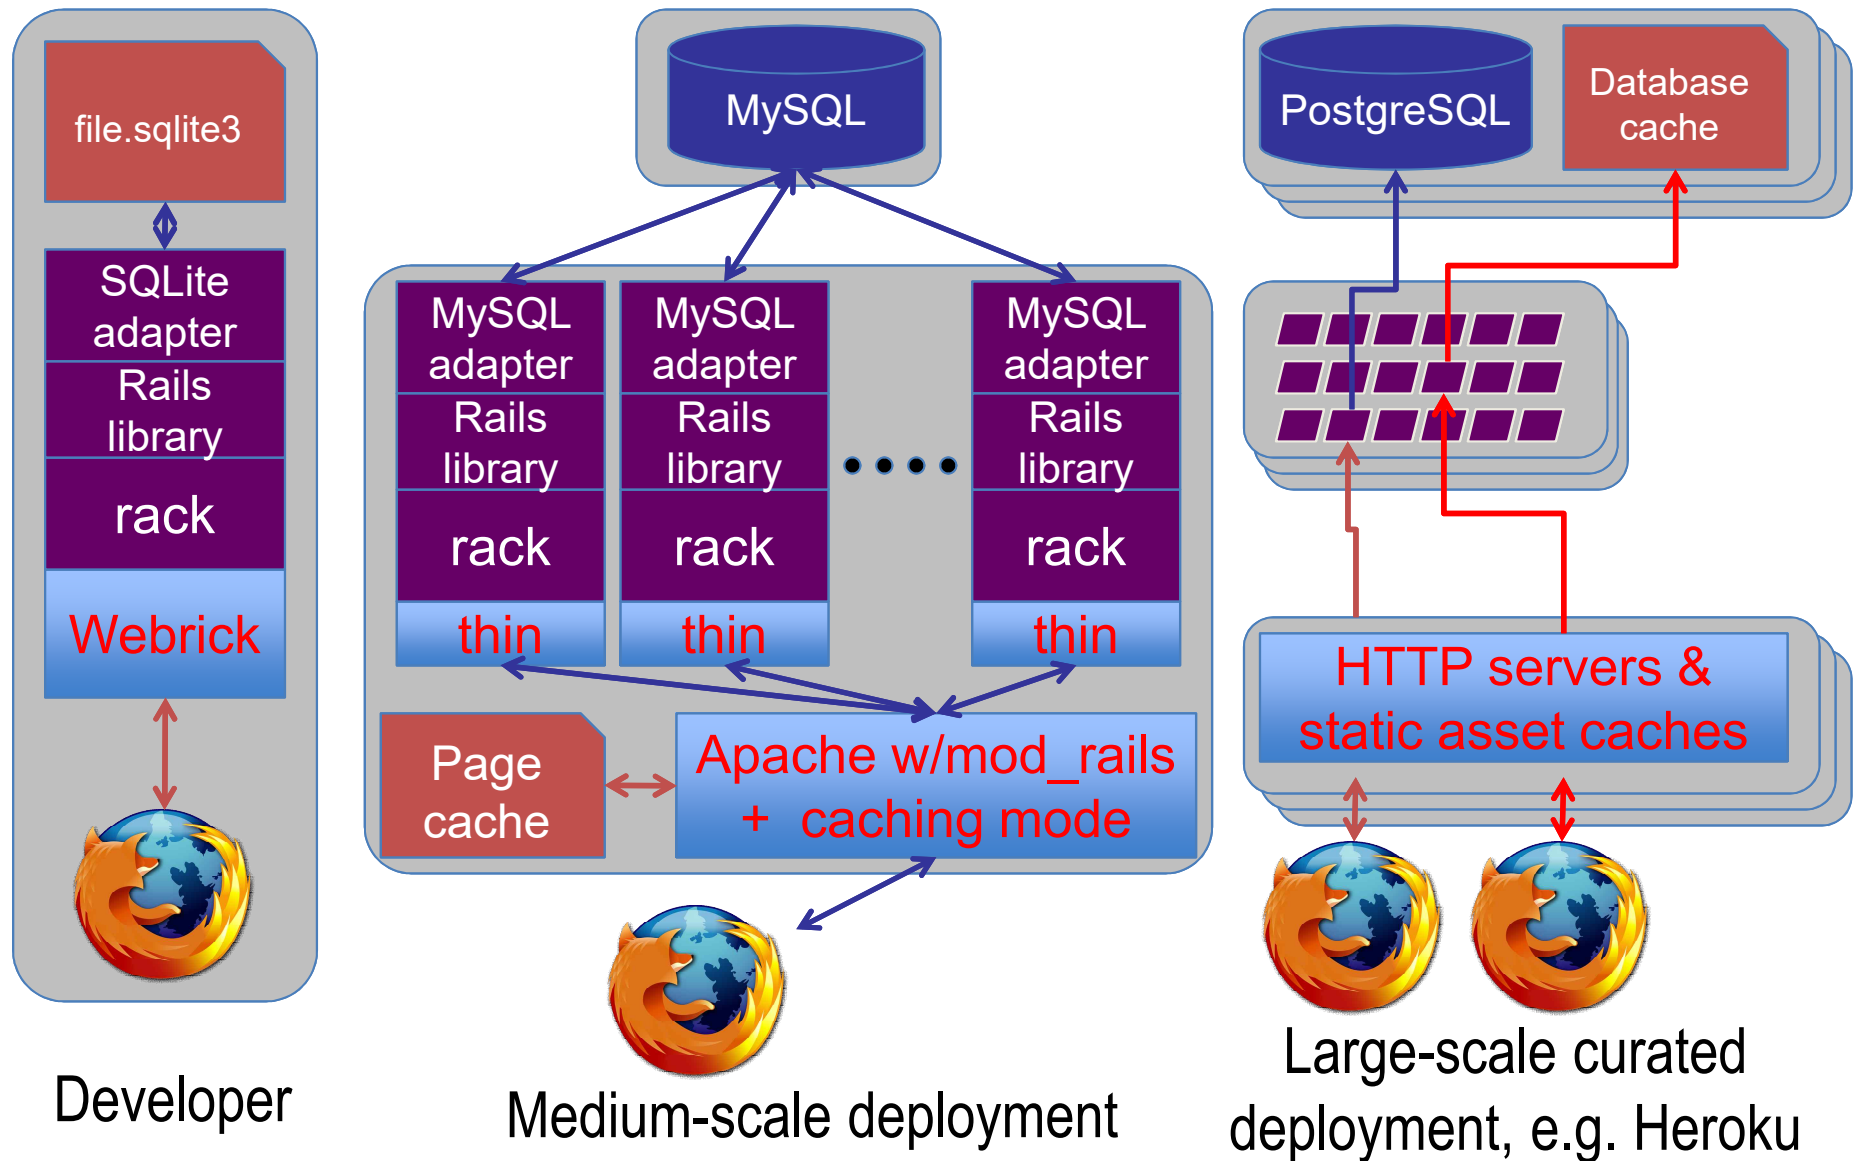 file.sqlite3
SQLite
adapter
Rails
library
rack
Webrick
Developer
MySQL
MySQL
adapter
Rails
library
rack
thin
MySQL
adapter
Rails
library
rack
thin
MySQL
adapter
Rails
library
rack
thin
Page
cache
Apache w/mod_rails
+ caching mode
Medium-scale deployment
PostgreSQL
Database
cache
HTTP servers &
static asset caches
Large-scale curated
deployment, e.g. Heroku